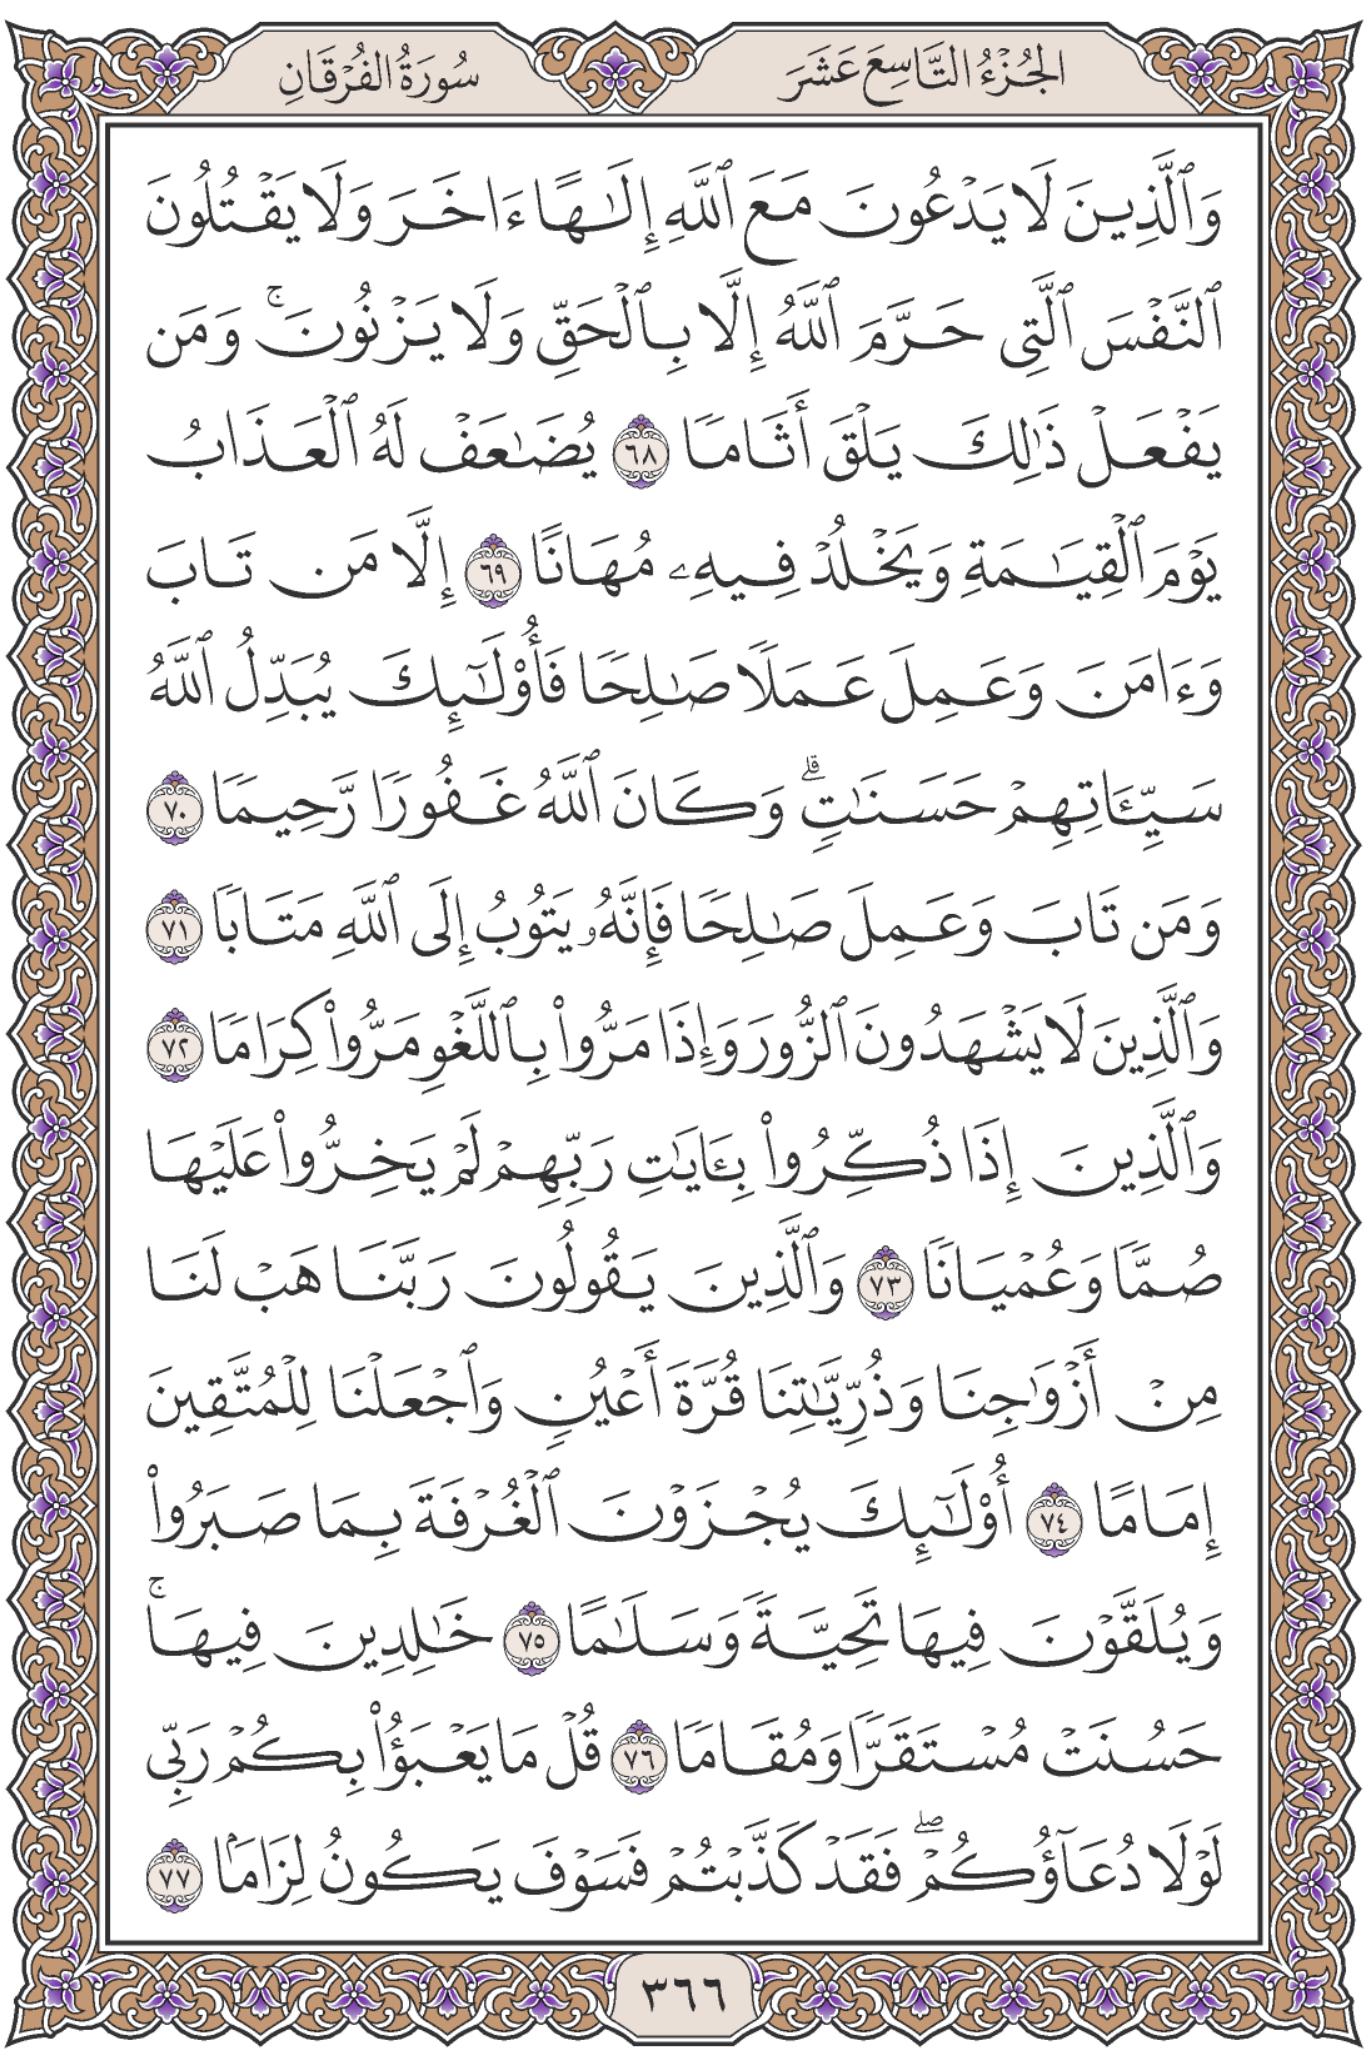 الجُزْءُ التَّاسِعَ عَشَرَ
سُورَةُ الفُرْقَانِ
وَٱلَّذِينَ لَا يَدۡعُونَ مَعَ ٱللَّهِ إِلَٰهًا ءَاخَرَ وَلَا يَقۡتُلُونَ
ٱلنَّفۡسَ ٱلَّتِي حَرَّمَ ٱللَّهُ إِلَّا بِٱلۡحَقِّ وَلَا يَزۡنُونَۚ وَمَن
يَفۡعَلۡ ذَٰلِكَ يَلۡقَ أَثَامٗا ٦٨ يُضَٰعَفۡ لَهُ ٱلۡعَذَابُ
يَوۡمَ ٱلۡقِيَٰمَةِ وَيَخۡلُدۡ فِيهِۦ مُهَانًا ٦٩ إِلَّا مَن تَابَ
وَءَامَنَ وَعَمِلَ عَمَلٗا صَٰلِحٗا فَأُوْلَٰٓئِكَ يُبَدِّلُ ٱللَّهُ
سَيِّـَٔاتِهِمۡ حَسَنَٰتٖۗ وَكَانَ ٱللَّهُ غَفُورٗا رَّحِيمٗا ٧٠
وَمَن تَابَ وَعَمِلَ صَٰلِحٗا فَإِنَّهُۥ يَتُوبُ إِلَى ٱللَّهِ مَتَابٗا ٧١
وَٱلَّذِينَ لَا يَشۡهَدُونَ ٱلزُّورَ وَإِذَا مَرُّواْ بِٱللَّغۡوِ مَرُّواْ كِرَامٗا ٧٢
وَٱلَّذِينَ إِذَا ذُكِّرُواْ بِـَٔايَٰتِ رَبِّهِمۡ لَمۡ يَخِرُّواْ عَلَيۡهَا
صُمّٗا وَعُمۡيَانٗا ٧٣ وَٱلَّذِينَ يَقُولُونَ رَبَّنَا هَبۡ لَنَا
مِنۡ أَزۡوَٰجِنَا وَذُرِّيَّٰتِنَا قُرَّةَ أَعۡيُنٖ وَٱجۡعَلۡنَا لِلۡمُتَّقِينَ
إِمَامًا ٧٤ أُوْلَٰٓئِكَ يُجۡزَوۡنَ ٱلۡغُرۡفَةَ بِمَا صَبَرُواْ
وَيُلَقَّوۡنَ فِيهَا تَحِيَّةٗ وَسَلَٰمًا ٧٥ خَٰلِدِينَ فِيهَاۚ
حَسُنَتۡ مُسۡتَقَرّٗا وَمُقَامٗا ٧٦ قُلۡ مَا يَعۡبَؤُاْ بِكُمۡ رَبِّي
لَوۡلَا دُعَآؤُكُمۡۖ فَقَدۡ كَذَّبۡتُمۡ فَسَوۡفَ يَكُونُ لِزَامَۢا ٧٧
٣٦٦